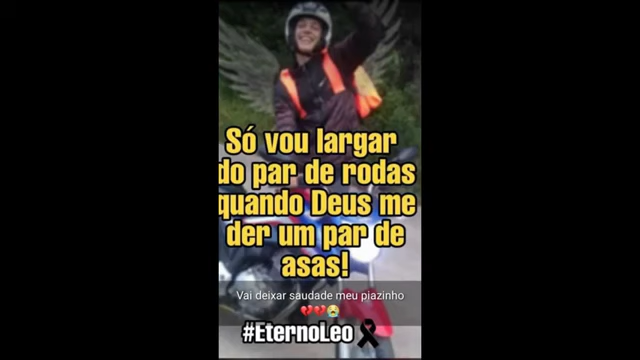 Só vou largar
do par de rodas
quando Deus me
der um par de
asas!
Vai deixar saudade meu piazinho
💔💔😭
#EternoLeo